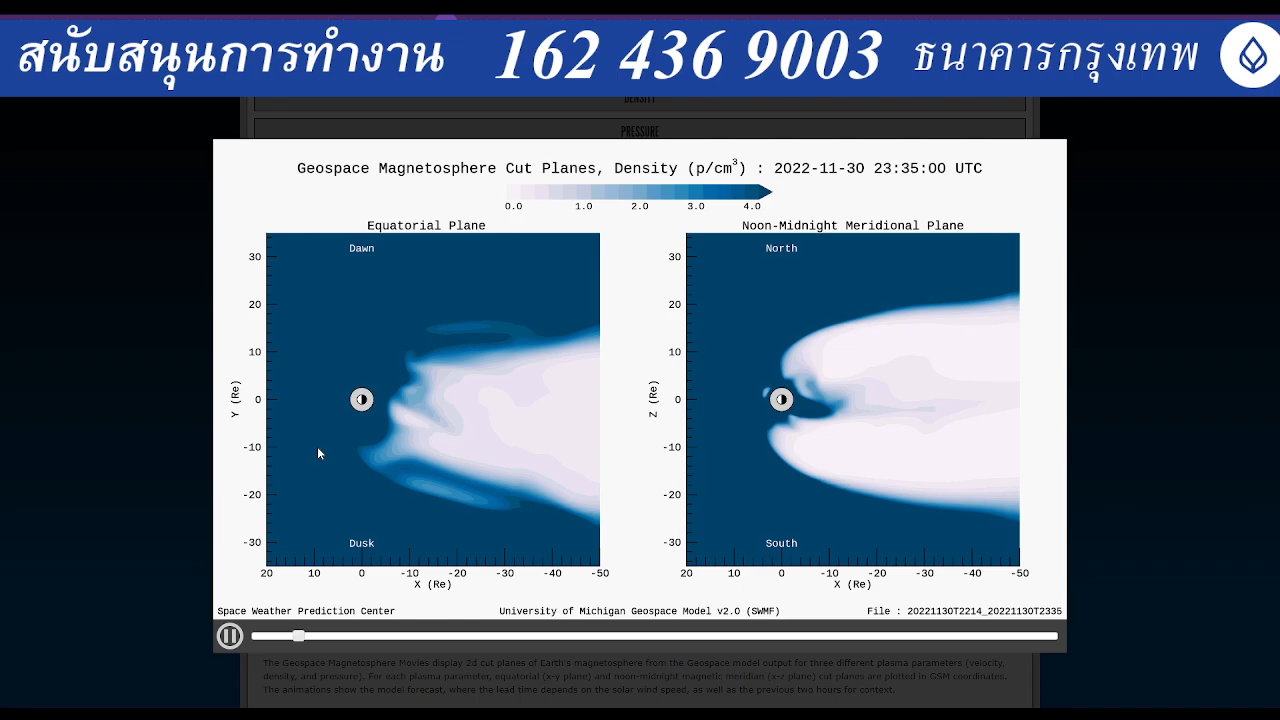 สนับสนุนการทำงาน 162 436 9003 ธนาคารกรุงเทพ
DENSITY
PRESSURE
Geospace Magnetosphere Cut Planes, Density (p/cm³) : 2022-11-30 23:35:00 UTC
0.0 1.0 2.0 3.0 4.0
Equatorial Plane
Noon-Midnight Meridional Plane
Dawn
North
30
20
10
0
-10
-20
-30
Y (Re)
30
20
10
0
-10
-20
-30
Z (Re)
Dusk
South
20 10 0 -10 -20 -30 -40 -50
20 10 0 -10 -20 -30 -40 -50
X (Re)
X (Re)
Space Weather Prediction Center
University of Michigan Geospace Model v2.0 (SWMF)
File : 20221130T2214_20221130T2335
The Geospace Magnetosphere Movies display 2d cut planes of Earth's magnetosphere from the Geospace model output for three different plasma parameters (velocity,
density, and pressure). For each plasma parameter, equatorial (x-y plane) and noon-midnight magnetic meridian (x-z plane) cut planes are plotted in GSM coordinates.
The animations show the model forecast, where the lead time depends on the solar wind speed, as well as the previous two hours for context.